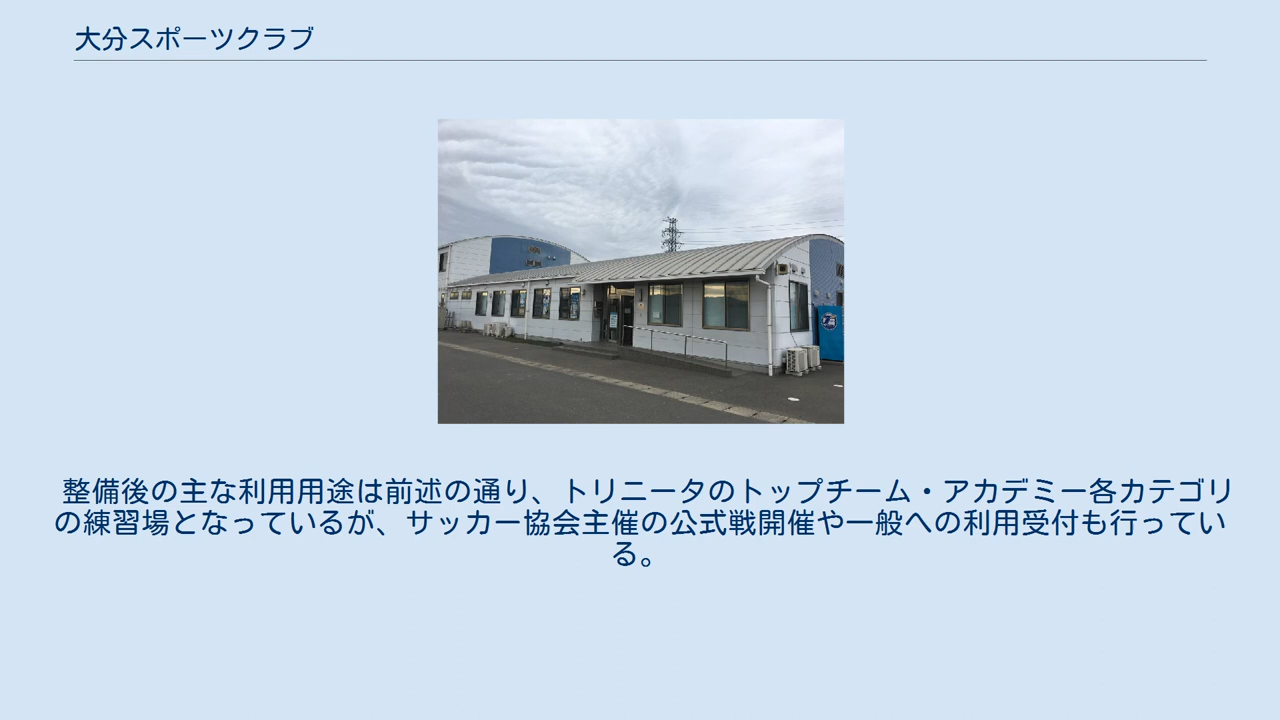 大分スポーツクラブ
整備後の主な利用用途は前述の通り、トリニータのトップチーム・アカデミー各カテゴリ
の練習場となっているが、サッカー協会主催の公式戦開催や一般への利用受付も行ってい
る。